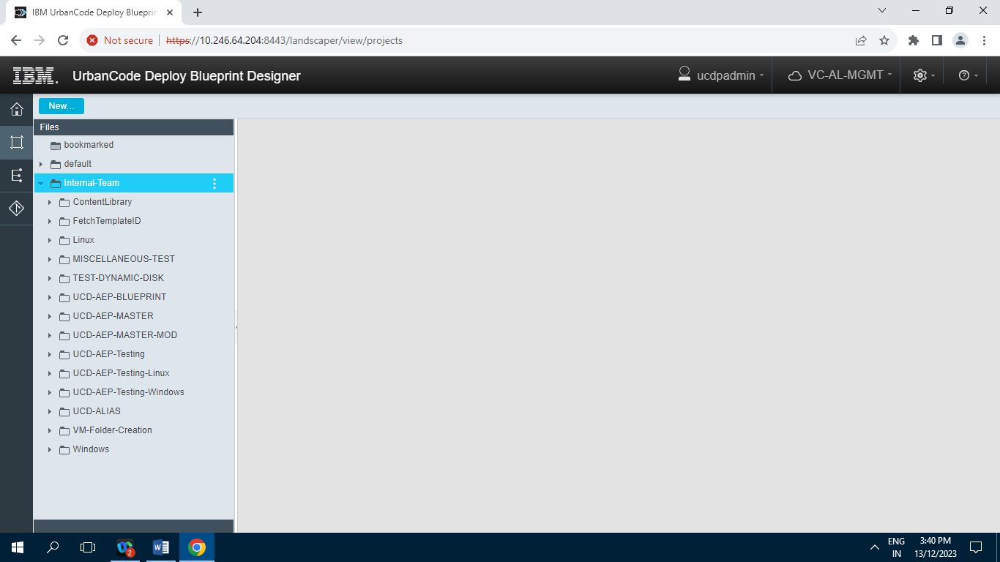 IBM UrbanCode Deploy Blueprin
Not secure https://10.246.64.204:8443/landscaper/view/projects
IBM. UrbanCode Deploy Blueprint Designer ucdpadmin VC-AL-MGMT
New...
Files
bookmarked
default
Internal-Team
ContentLibrary
FetchTemplateID
Linux
MISCELLANEOUS-TEST
TEST-DYNAMIC-DISK
UCD-AEP-BLUEPRINT
UCD-AEP-MASTER
UCD-AEP-MASTER-MOD
UCD-AEP-Testing
UCD-AEP-Testing-Linux
UCD-AEP-Testing-Windows
UCD-ALIAS
VM-Folder-Creation
Windows
2
ENG 3:40 PM
IN 13/12/2023